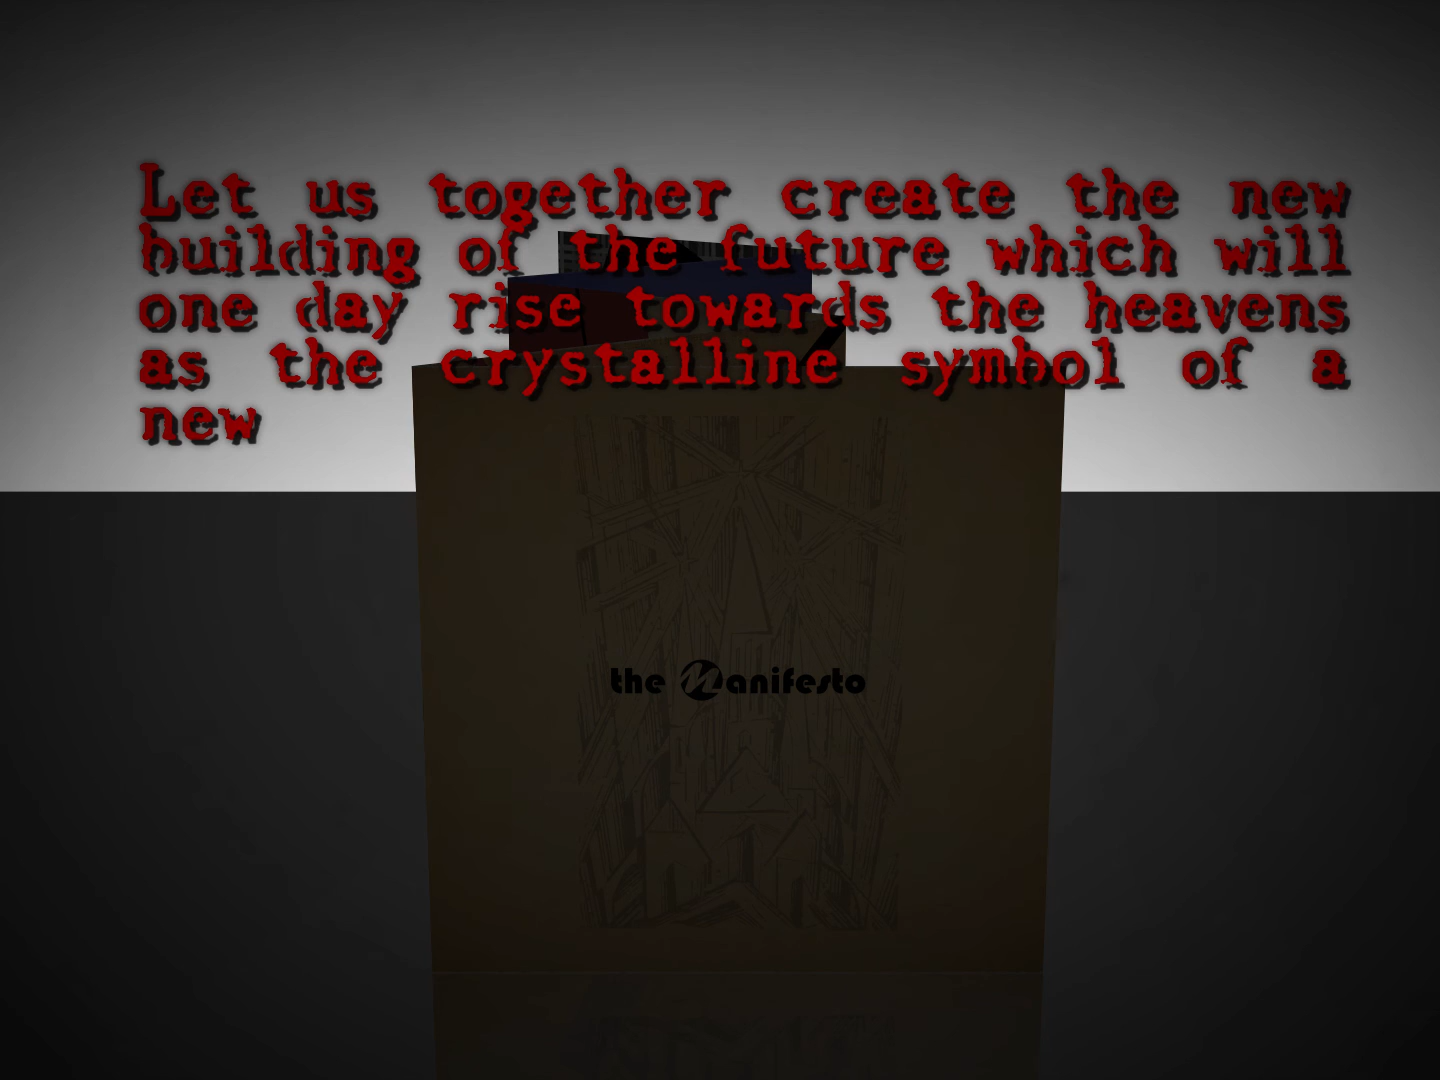 Let us together create the new
building of the future which will
one day rise towards the heavens
as the crystalline symbol of a
new
the Manifesto